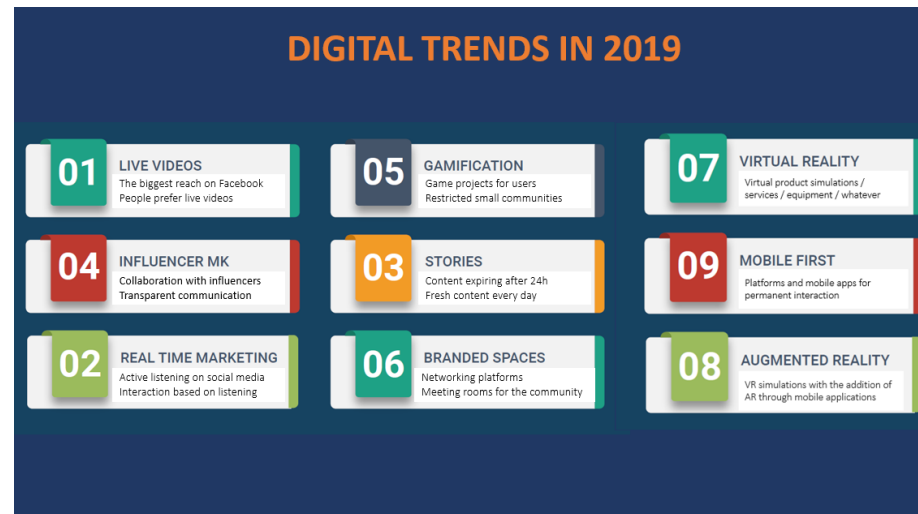 DIGITAL TRENDS IN 2019
01
LIVE VIDEOS
The biggest reach on Facebook
People prefer live videos
04
INFLUENCER MK
Collaboration with influencers
Transparent communication
02
REAL TIME MARKETING
Active listening on social media
Interaction based on listening
05
GAMIFICATION
Game projects for users
Restricted small communities
03
STORIES
Content expiring after 24h
Fresh content every day
06
BRANDED SPACES
Networking platforms
Meeting rooms for the community
07
VIRTUAL REALITY
Virtual product simulations /
services / equipment / whatever
09
MOBILE FIRST
Platforms and mobile apps for
permanent interaction
08
AUGMENTED REALITY
VR simulations with the addition of
AR through mobile applications